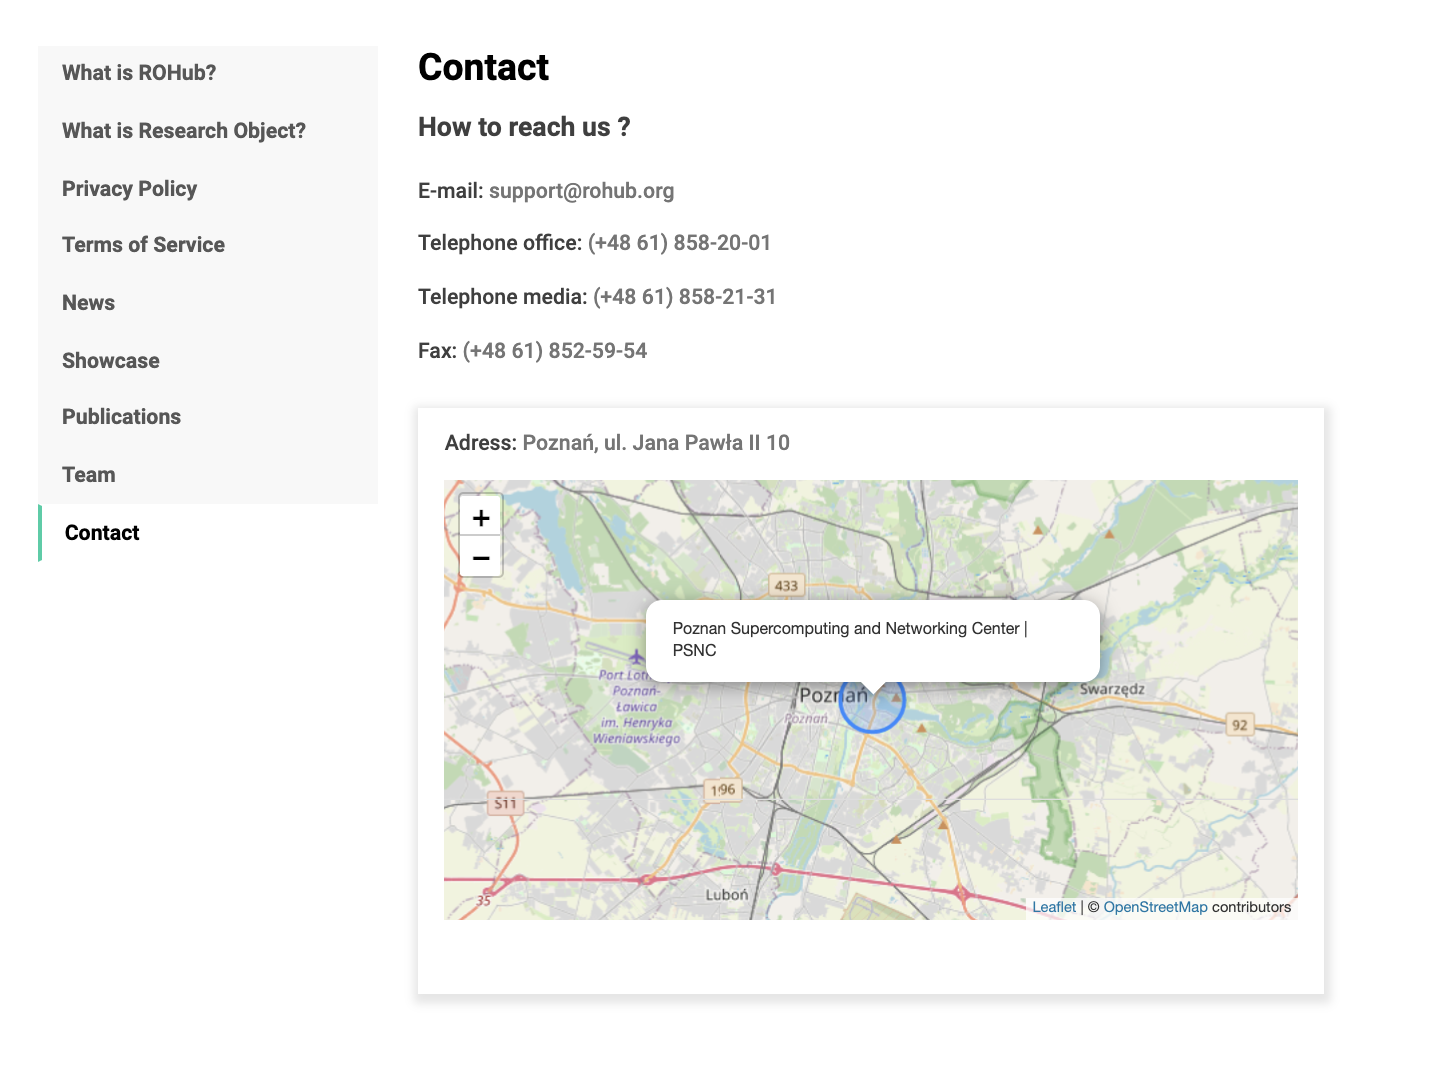 What is ROHub?
What is Research Object?
Privacy Policy
Terms of Service
News
Showcase
Publications
Team
Contact
Contact
How to reach us ?
E-mail: support@rohub.org
Telephone office: (+48 61) 858-20-01
Telephone media: (+48 61) 858-21-31
Fax: (+48 61) 852-59-54
Adress: Poznań, ul. Jana Pawła II 10
+
−
433
Poznan Supercomputing and Networking Center |
PSNC
Port Lotn
Poznań-
Ławica
im. Henryka
Wieniawskiego
Poznań
Poznań
Swarzędz
92
196
S11
Luboń
35
Leaflet | © OpenStreetMap contributors